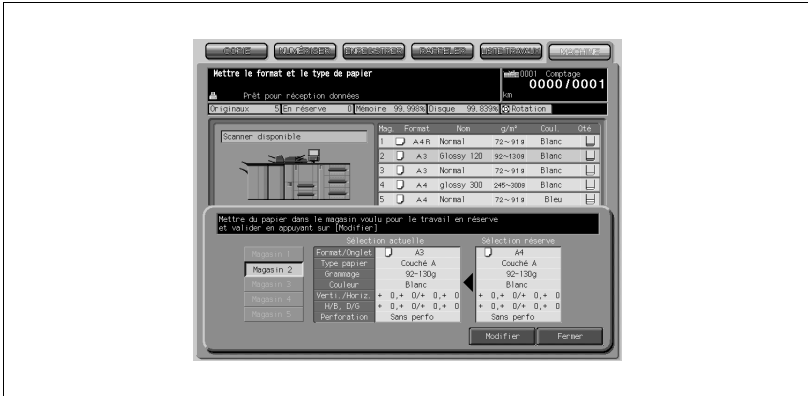 COPIE NUMÉRISER ENREGISTRER RAPPELER LISTE TRAVAUX MACHINE
Mettre le format et le type de papier
0001 Comptage
0000/0001
Prêt pour réception données
km
Originaux 5 En réserve 0 Mémoire 99.998% Disque 99.839% Rotation
Scanner disponible
Mag. Format Nom g/m² Coul. Qté
1 A4R Normal 72~91g Blanc
2 A3 Glossy 120 92~130g Blanc
3 A3 Normal 72~91g Blanc
4 A4 glossy 300 245~300g Blanc
5 A4 Normal 72~91g Bleu
Mettre du papier dans le magasin voulu pour le travail en réserve
et valider en appuyant sur [Modifier]
Sélection actuelle Sélection réserve
Magasin 1 Format/Onglet A3 A4
Type papier Couché A Couché A
Magasin 2 Grammage 92-130g 92-130g
Magasin 3 Couleur Blanc Blanc
Verti./Horiz. + 0,+ 0/+ 0,+ 0 + 0,+ 0/+ 0,+ 0
Magasin 4 H/B, D/G + 0,+ 0/+ 0,+ 0 + 0,+ 0/+ 0,+ 0
Magasin 5 Perforation Sans perfo Sans perfo
Modifier Fermer